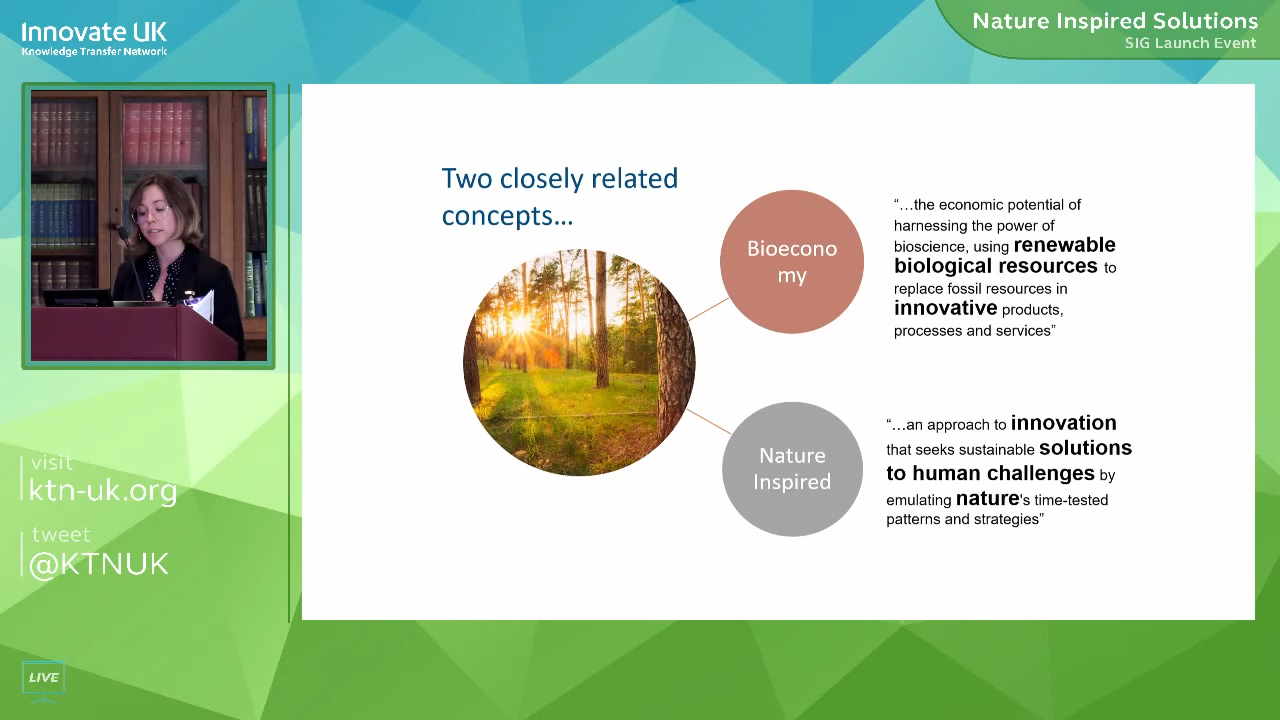 Innovate UK
Knowledge Transfer Network
Nature Inspired Solutions
SIG Launch Event
Two closely related
concepts…
Bioecono
my
“…the economic potential of
harnessing the power of
bioscience, using renewable
biological resources to
replace fossil resources in
innovative products,
processes and services”
Nature
Inspired
“…an approach to innovation
that seeks sustainable solutions
to human challenges by
emulating nature's time-tested
patterns and strategies”
visit
ktn-uk.org
tweet
@KTNUK
LIVE